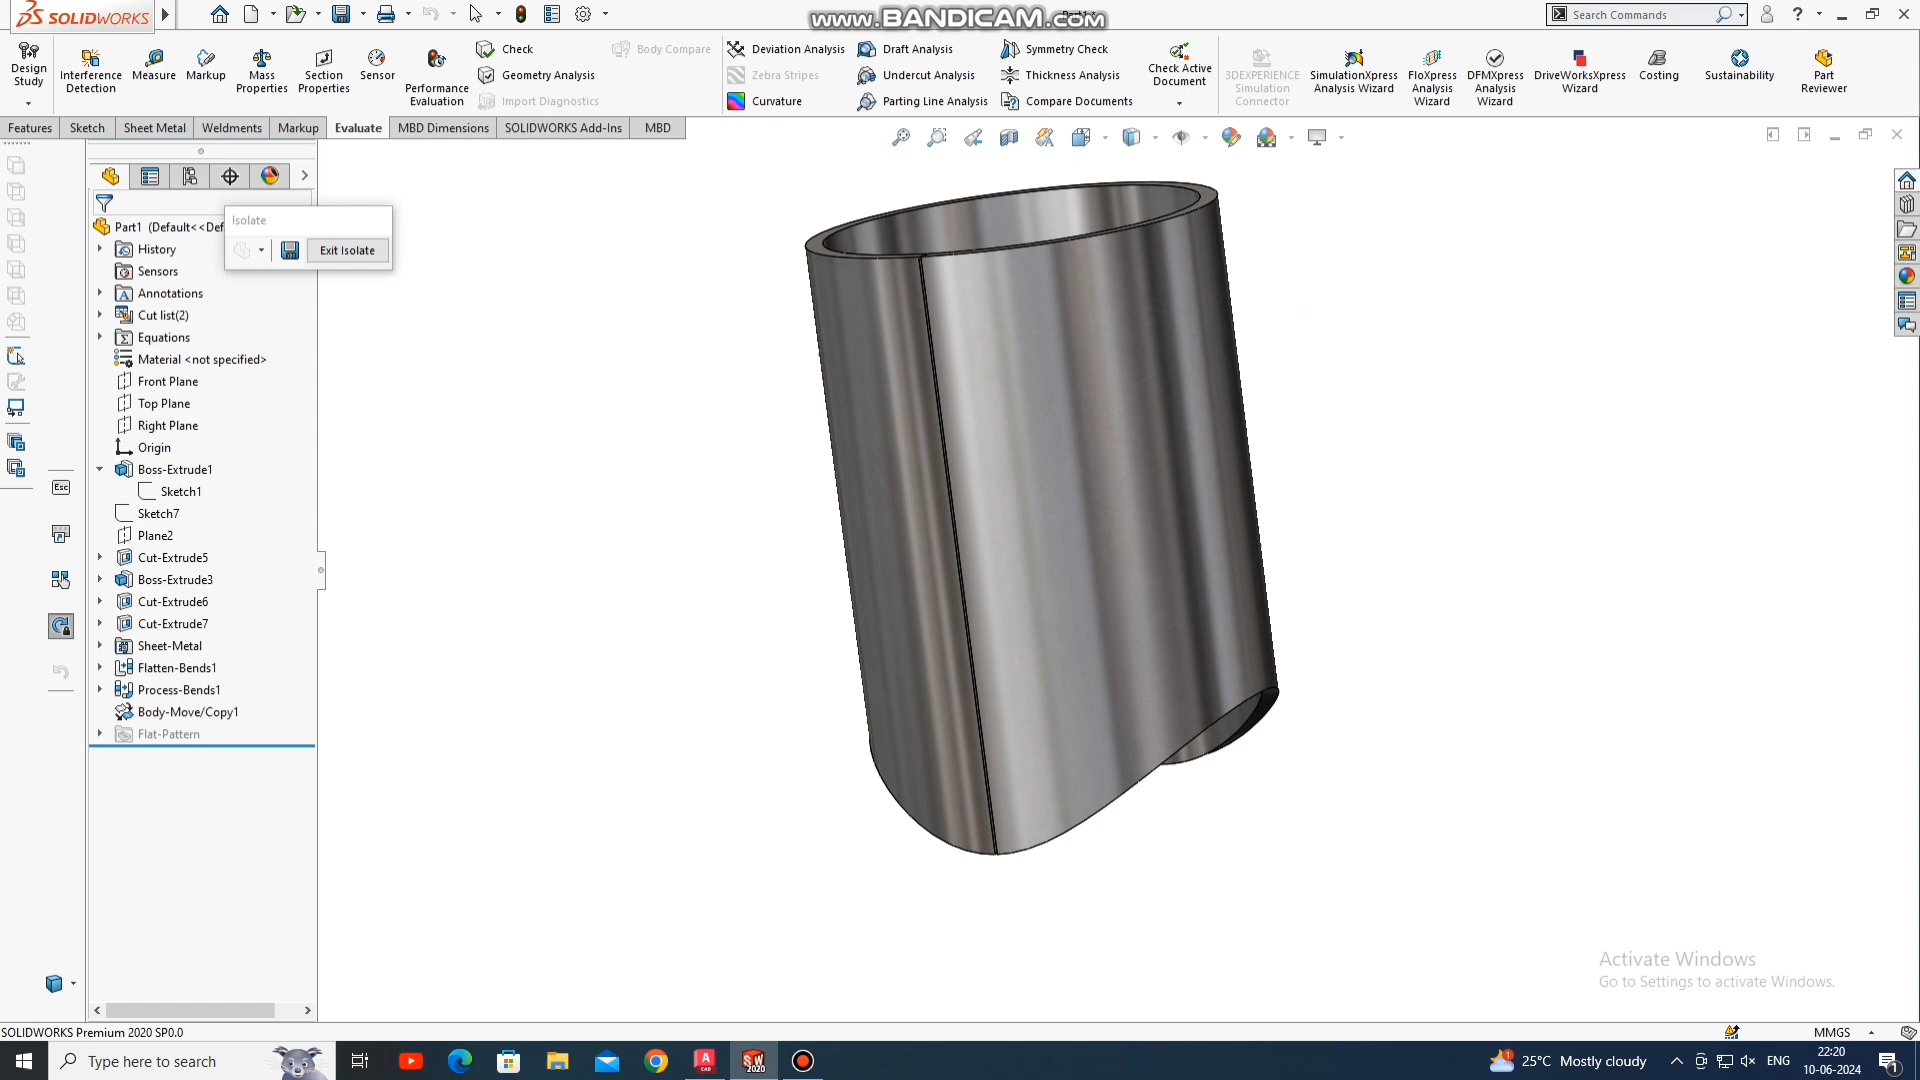 SOLIDWORKS
www.BANDICAM.com
Search Commands
Design Study
Interference Detection
Measure
Markup
Mass Properties
Section Properties
Sensor
Performance Evaluation
Check
Geometry Analysis
Import Diagnostics
Body Compare
Deviation Analysis
Zebra Stripes
Curvature
Draft Analysis
Undercut Analysis
Parting Line Analysis
Symmetry Check
Thickness Analysis
Compare Documents
Check Active Document
3DEXPERIENCE Simulation Connector
SimulationXpress Analysis Wizard
FloXpress Analysis Wizard
DFMXpress Analysis Wizard
DriveWorksXpress Wizard
Costing
Sustainability
Part Reviewer
Features
Sketch
Sheet Metal
Weldments
Markup
Evaluate
MBD Dimensions
SOLIDWORKS Add-Ins
MBD
Isolate
Exit Isolate
Part1 (Default<<Def
History
Sensors
Annotations
Cut list(2)
Equations
Material <not specified>
Front Plane
Top Plane
Right Plane
Origin
Boss-Extrude1
Sketch1
Sketch7
Plane2
Cut-Extrude5
Boss-Extrude3
Cut-Extrude6
Cut-Extrude7
Sheet-Metal
Flatten-Bends1
Process-Bends1
Body-Move/Copy1
Flat-Pattern
Esc
Activate Windows
Go to Settings to activate Windows.
SOLIDWORKS Premium 2020 SP0.0
MMGS
Type here to search
25°C Mostly cloudy
ENG
22:20
10-06-2024